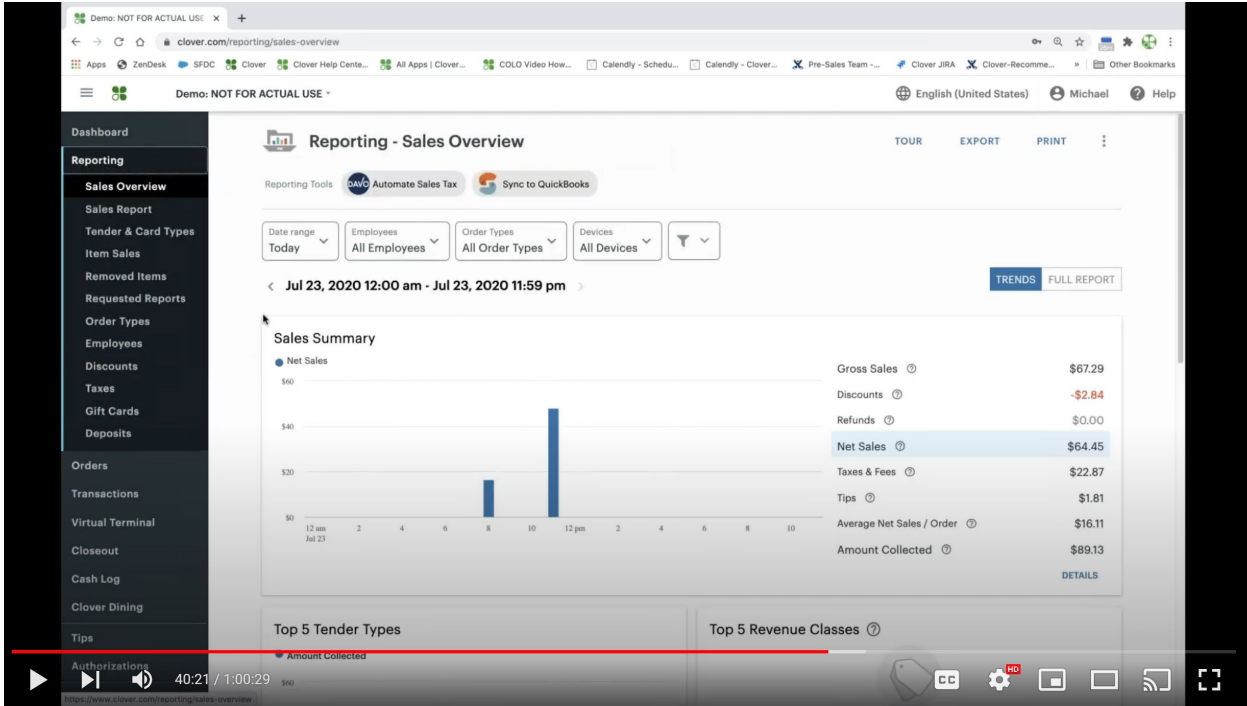 Demo: NOT FOR ACTUAL USE
clover.com/reporting/sales-overview
Apps ZenDesk SFDC Clover Clover Help Cente... All Apps | Clover... COLO Video How... Calendly - Schedu... Calendly - Clover... Pre-Sales Team -... Clover JIRA Clover-Recomme... » Other Bookmarks
Demo: NOT FOR ACTUAL USE English (United States) Michael Help
Dashboard
Reporting
Sales Overview
Sales Report
Tender & Card Types
Item Sales
Removed Items
Requested Reports
Order Types
Employees
Discounts
Taxes
Gift Cards
Deposits
Orders
Transactions
Virtual Terminal
Closeout
Cash Log
Clover Dining
Tips
Authorizations
Reporting - Sales Overview
TOUR EXPORT PRINT
Reporting Tools DAVO Automate Sales Tax Sync to QuickBooks
Date range Employees Order Types Devices
Today All Employees All Order Types All Devices
Jul 23, 2020 12:00 am - Jul 23, 2020 11:59 pm
TRENDS FULL REPORT
Sales Summary
Net Sales
$60
$40
$20
$0
12 am 2 4 6 8 10 12 pm 2 4 6 8 10
Jul 23
Gross Sales $67.29
Discounts -$2.84
Refunds $0.00
Net Sales $64.45
Taxes & Fees $22.87
Tips $1.81
Average Net Sales / Order $16.11
Amount Collected $89.13
DETAILS
Top 5 Tender Types
Amount Collected
$60
Top 5 Revenue Classes
40:21 / 1:00:29
CC HD
https://www.clover.com/reporting/sales-overview